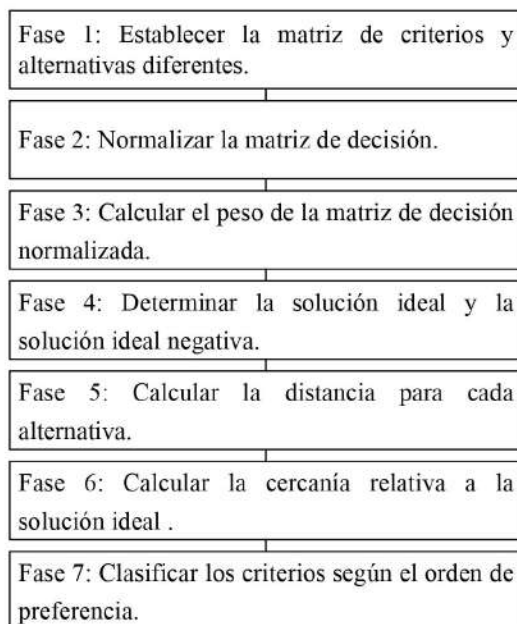 Fase 1: Establecer la matriz de criterios y
alternativas diferentes.
Fase 2: Normalizar la matriz de decisión.
Fase 3: Calcular el peso de la matriz de decisión
normalizada.
Fase 4: Determinar la solución ideal y la
solución ideal negativa.
Fase 5: Calcular la distancia para cada
alternativa.
Fase 6: Calcular la cercanía relativa a la
solución ideal .
Fase 7: Clasificar los criterios según el orden de
preferencia.